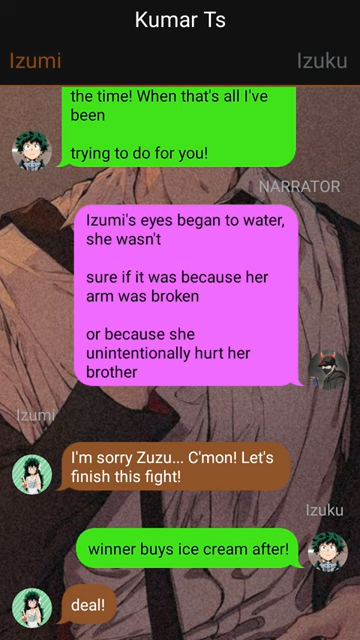 Kumar Ts
Izumi
Izuku
the time! When that's all I've
been
trying to do for you!
NARRATOR
Izumi's eyes began to water,
she wasn't
sure if it was because her
arm was broken
or because she
unintentionally hurt her
brother
Izumi
I'm sorry Zuzu... C'mon! Let's
finish this fight!
Izuku
winner buys ice cream after!
deal!